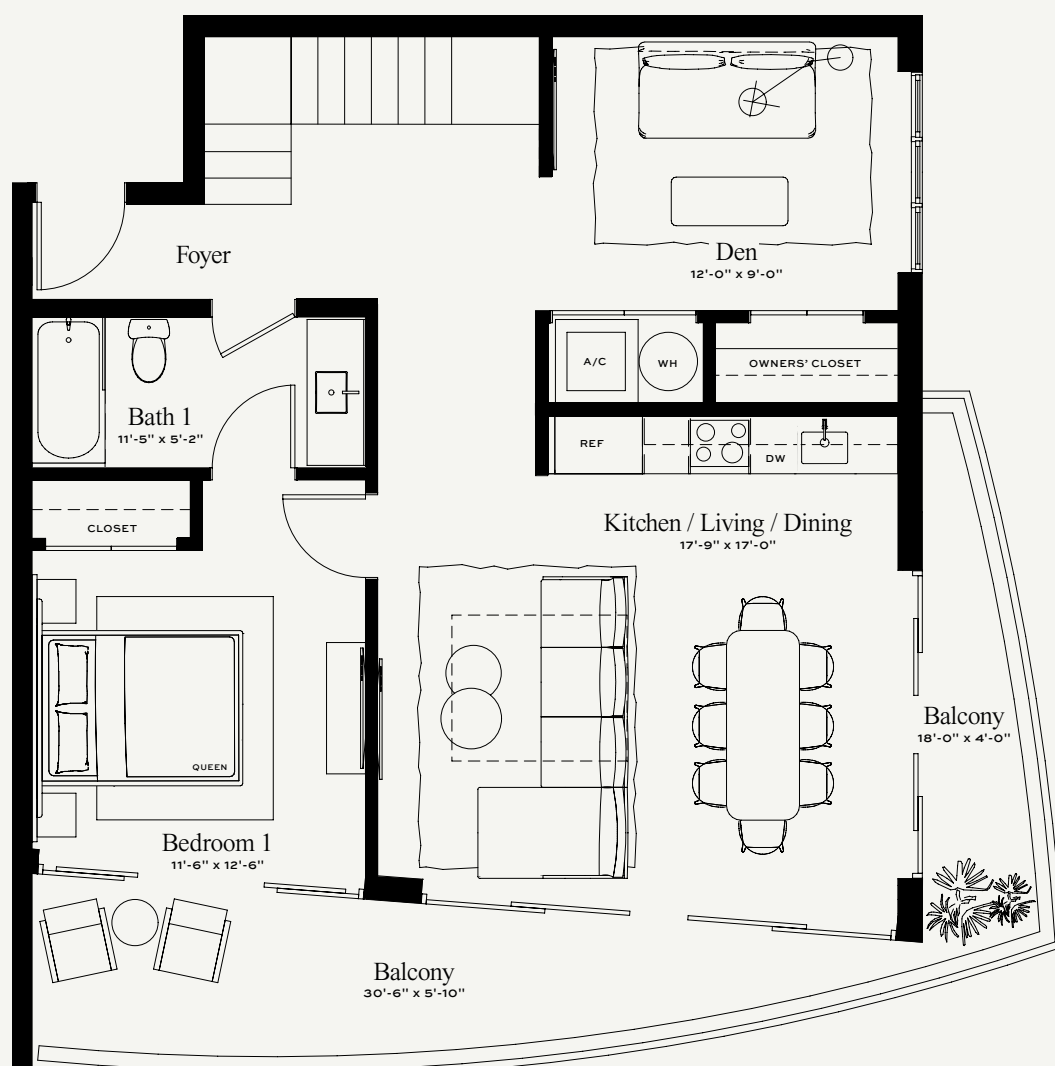 Foyer
Den
12'-0" x 9'-0"
A/C
WH
OWNERS' CLOSET
Bath 1
11'-5" x 5'-2"
REF
DW
CLOSET
Kitchen / Living / Dining
17'-9" x 17'-0"
Balcony
18'-0" x 4'-0"
QUEEN
Bedroom 1
11'-6" x 12'-6"
Balcony
30'-6" x 5'-10"